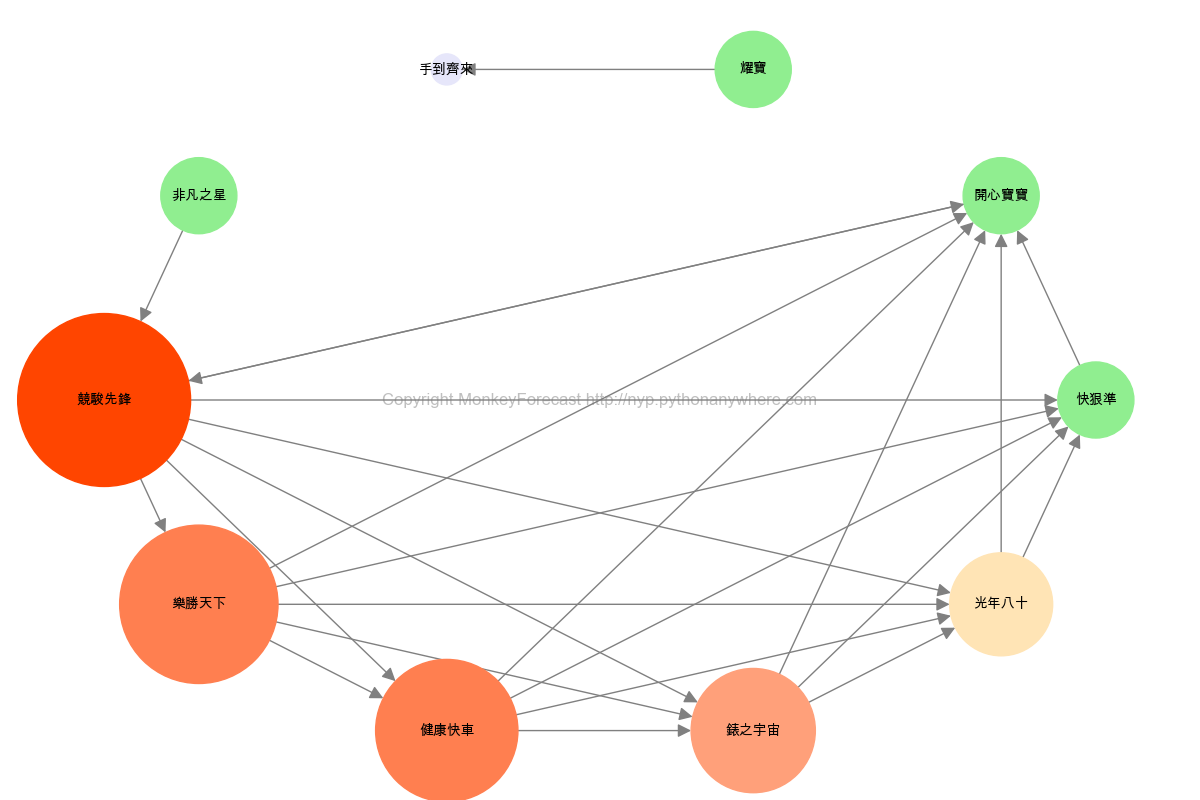 手到齊來
耀寶
非凡之星
開心寶寶
競駿先鋒
Copyright MonkeyForecast http://nyp.pythonanywhere.com
快狠準
樂勝天下
光年八十
健康快車
錶之宇宙